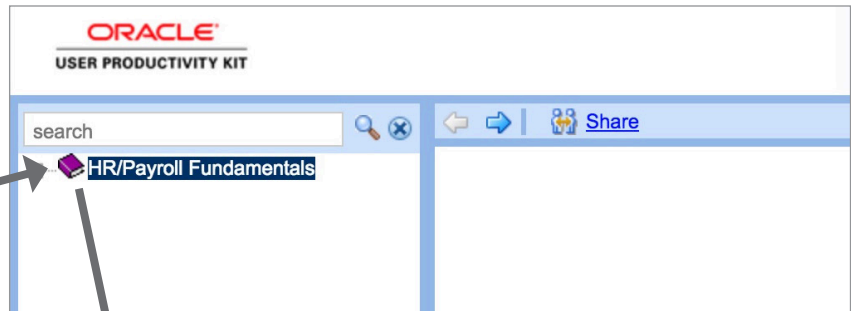 ORACLE
USER PRODUCTIVITY KIT
search
Share
HR/Payroll Fundamentals